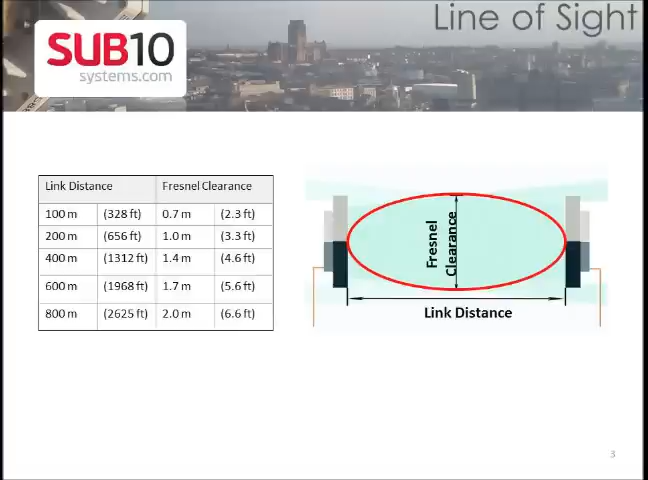 Line of Sight
SUB10
systems.com
Link Distance Fresnel Clearance
100 m (328 ft) 0.7 m (2.3 ft)
200 m (656 ft) 1.0 m (3.3 ft)
400 m (1312 ft) 1.4 m (4.6 ft)
600 m (1968 ft) 1.7 m (5.6 ft)
800 m (2625 ft) 2.0 m (6.6 ft)
Fresnel
Clearance
Link Distance
3